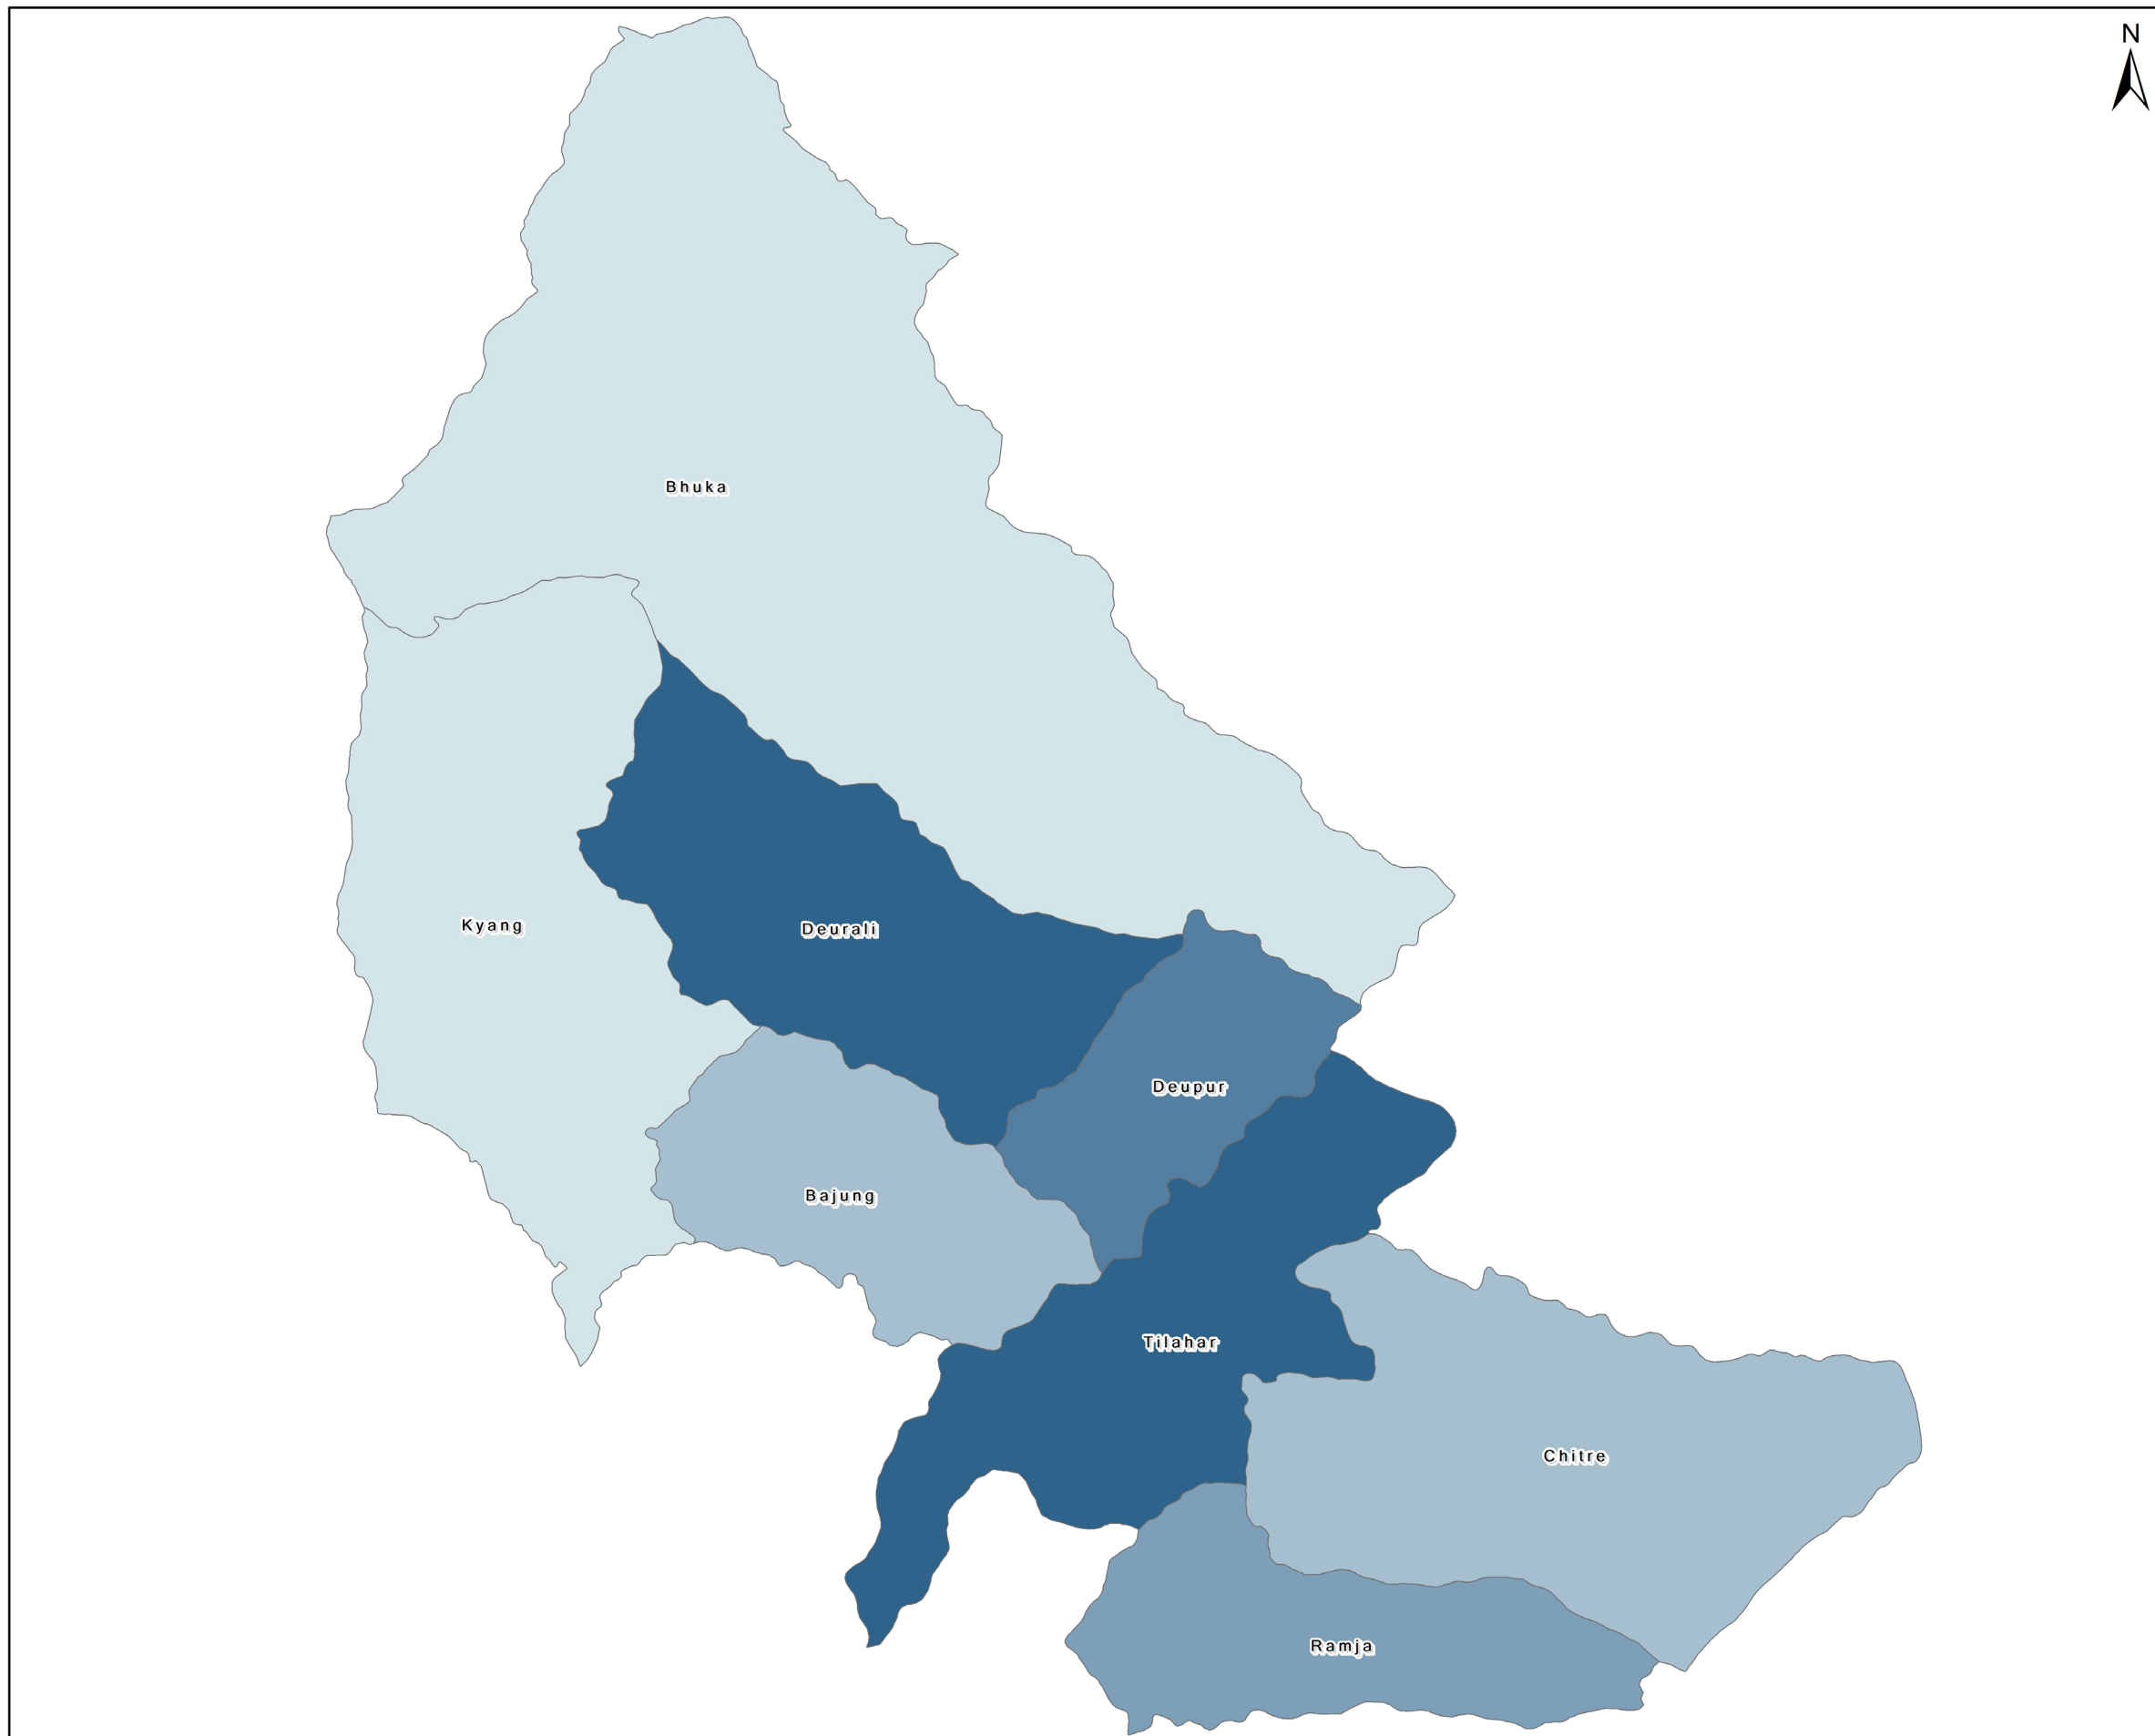 N
Bhuka
Kyang
Deurali
Deupur
Bajung
Tilahar
Chitre
Ramja